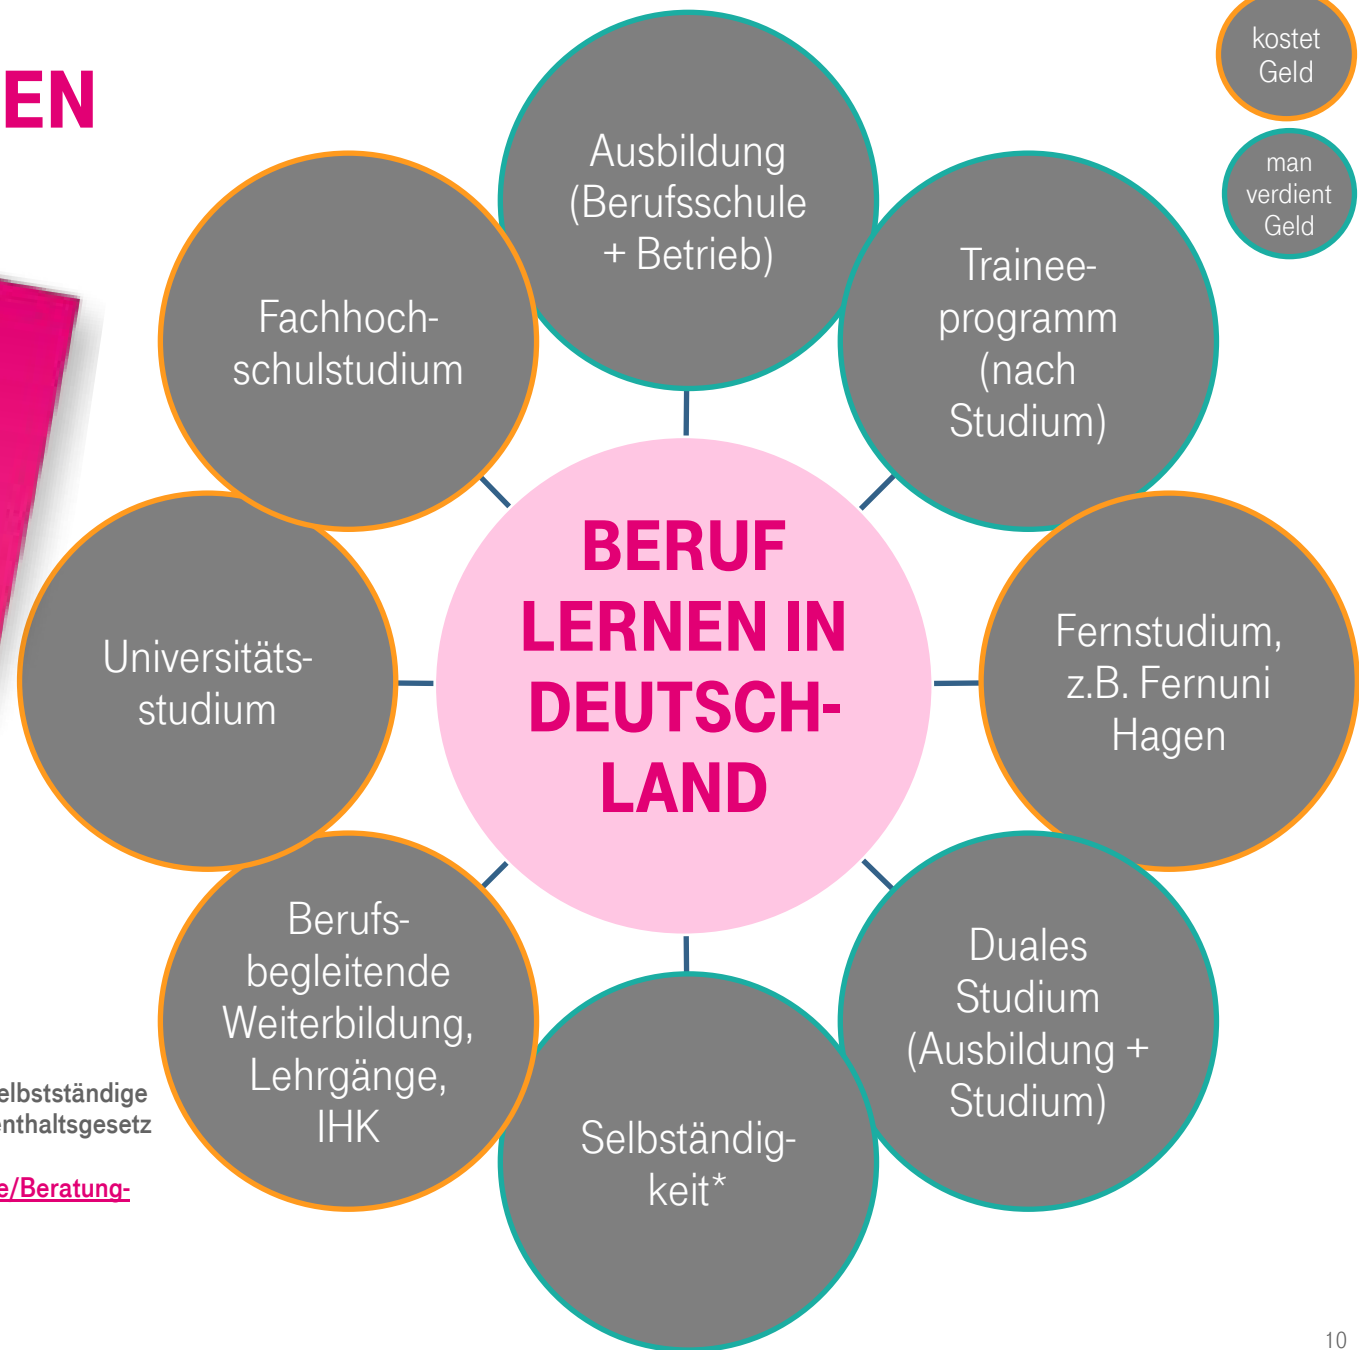 EN
kostet
Geld
man
verdient
Geld
Ausbildung
(Berufsschule
+ Betrieb)
Trainee-
programm
(nach
Studium)
Fernstudium,
z.B. Fernuni
Hagen
Duales
Studium
(Ausbildung +
Studium)
Selbständig-
keit*
Berufs-
begleitende
Weiterbildung,
Lehrgänge,
IHK
Universitäts-
studium
Fachhoch-
schulstudium
BERUF
LERNEN IN
DEUTSCH-
LAND
elbstständige
enthaltsgesetz
e/Beratung-
10